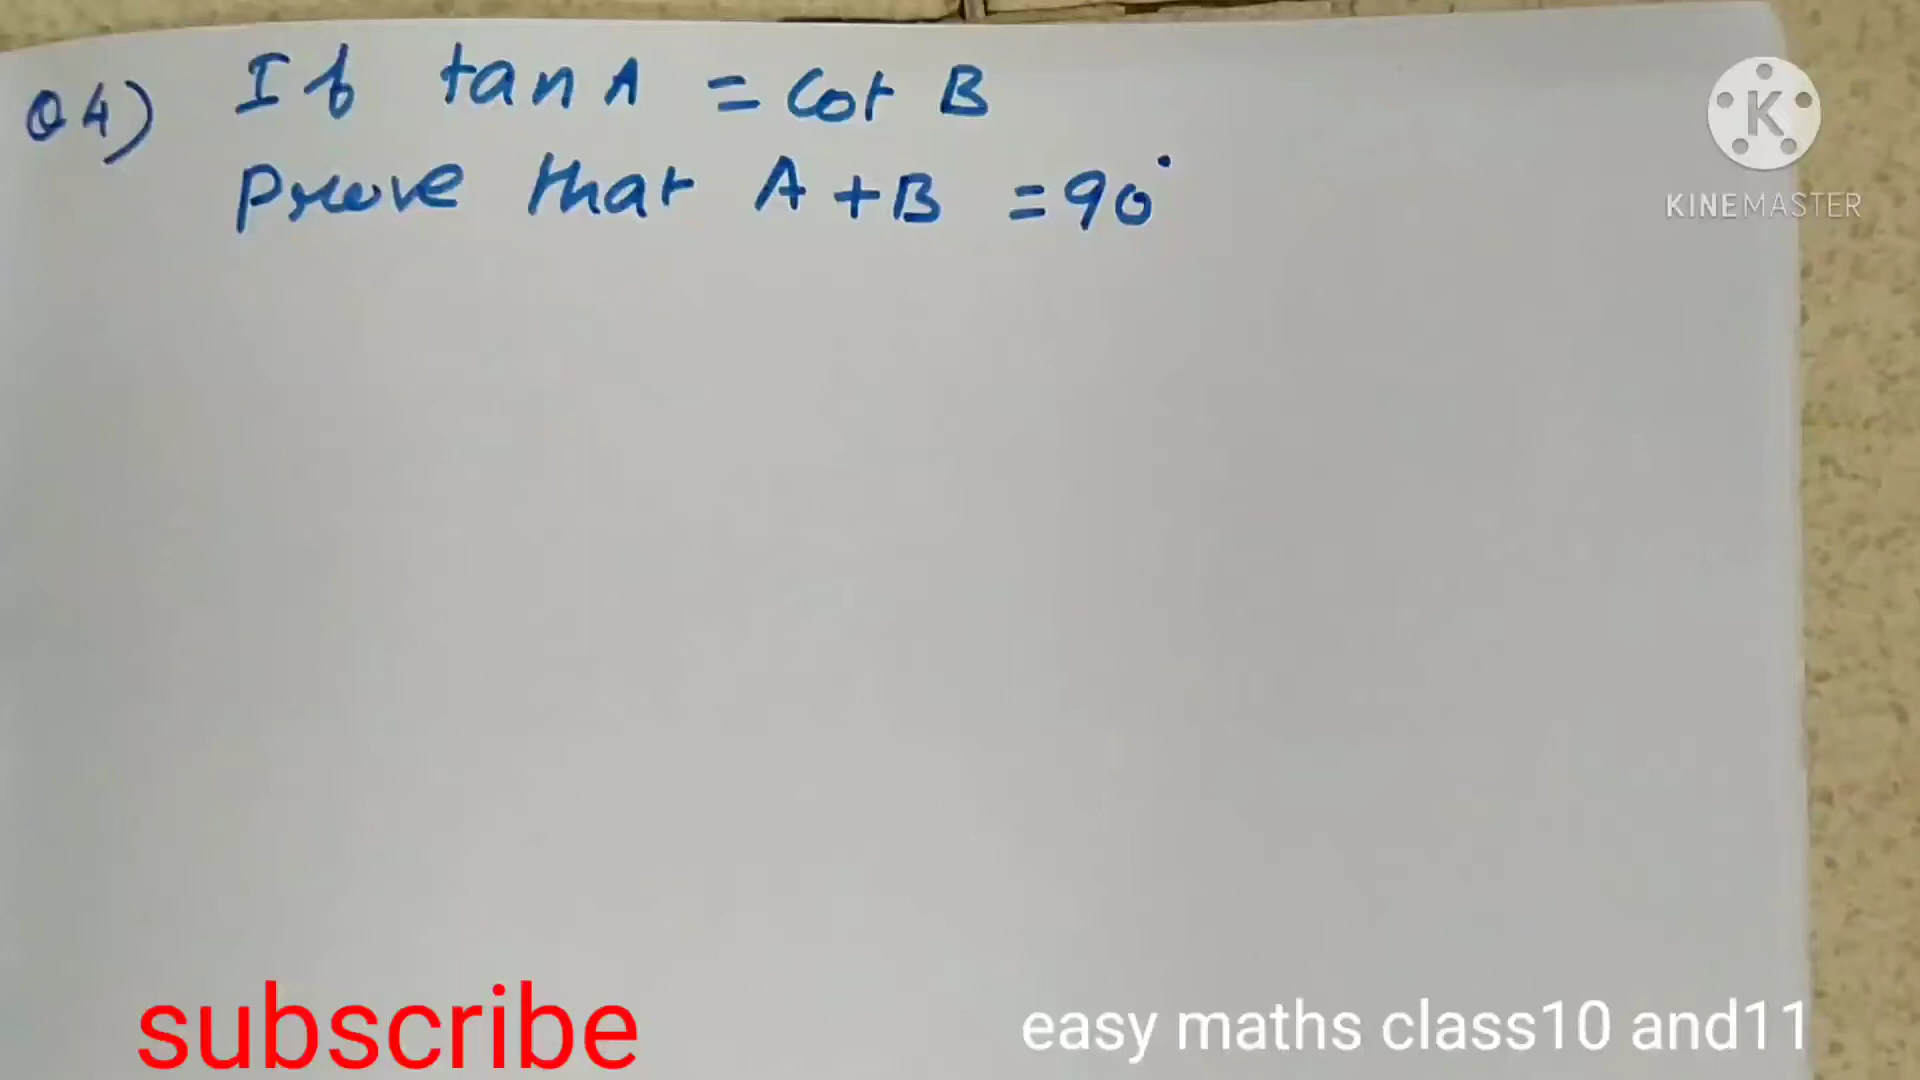 Q4) If tan A = Cot B
Prove that A + B = 90°
K
KINEMASTER
subscribe
easy maths class10 and11